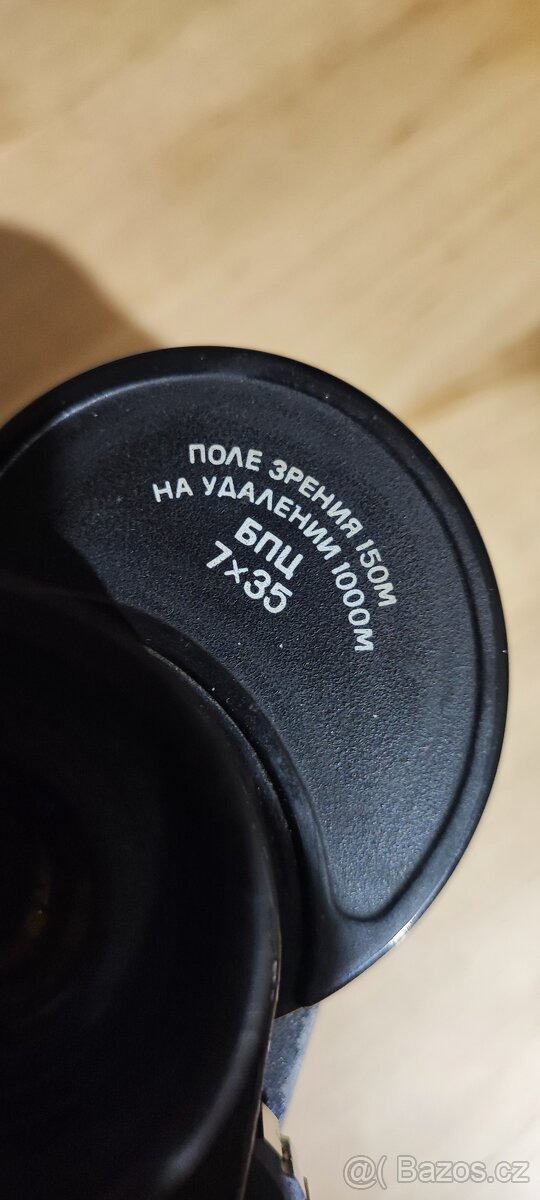 ПОЛЕ ЗРЕНИЯ 150М
НА УДАЛЕНИИ 1000М
БПЦ
7×35
@( Bazos.cz